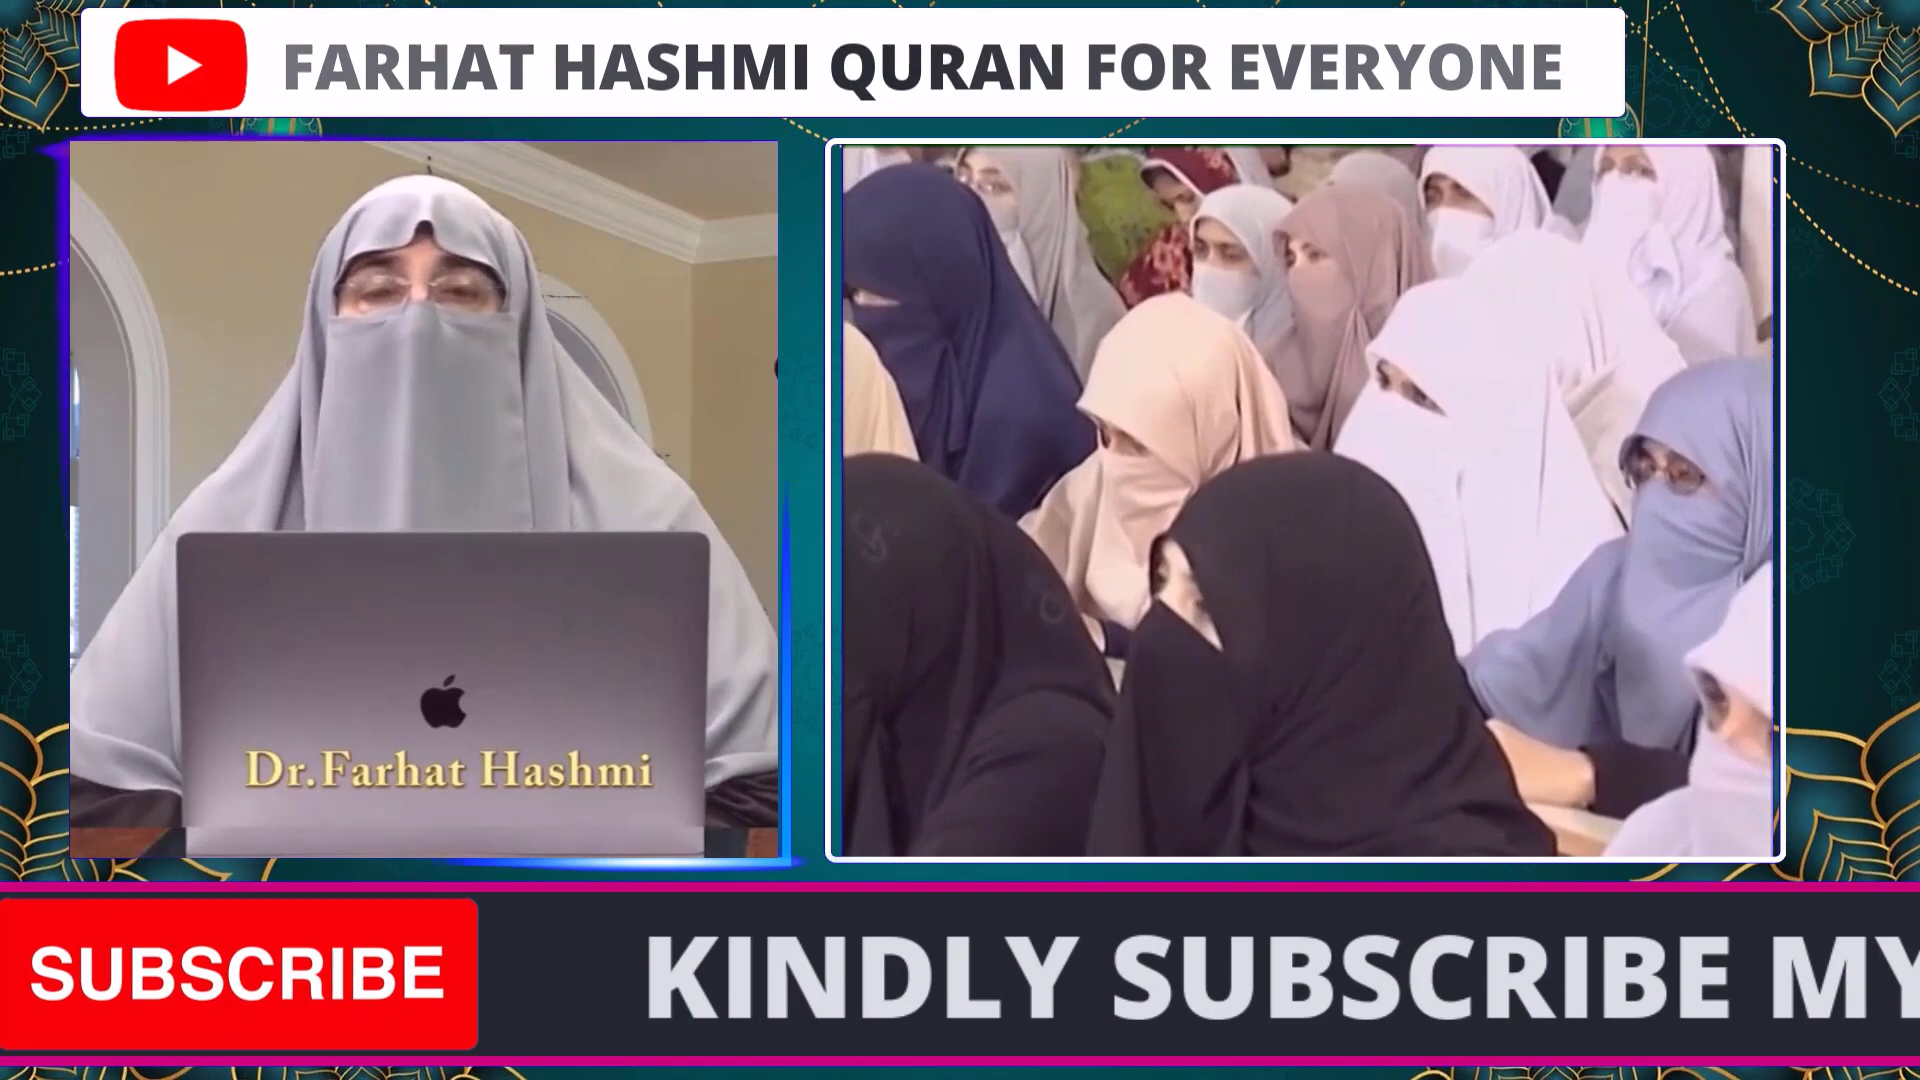 FARHAT HASHMI QURAN FOR EVERYONE
Dr.Farhat Hashmi
SUBSCRIBE
KINDLY SUBSCRIBE MY